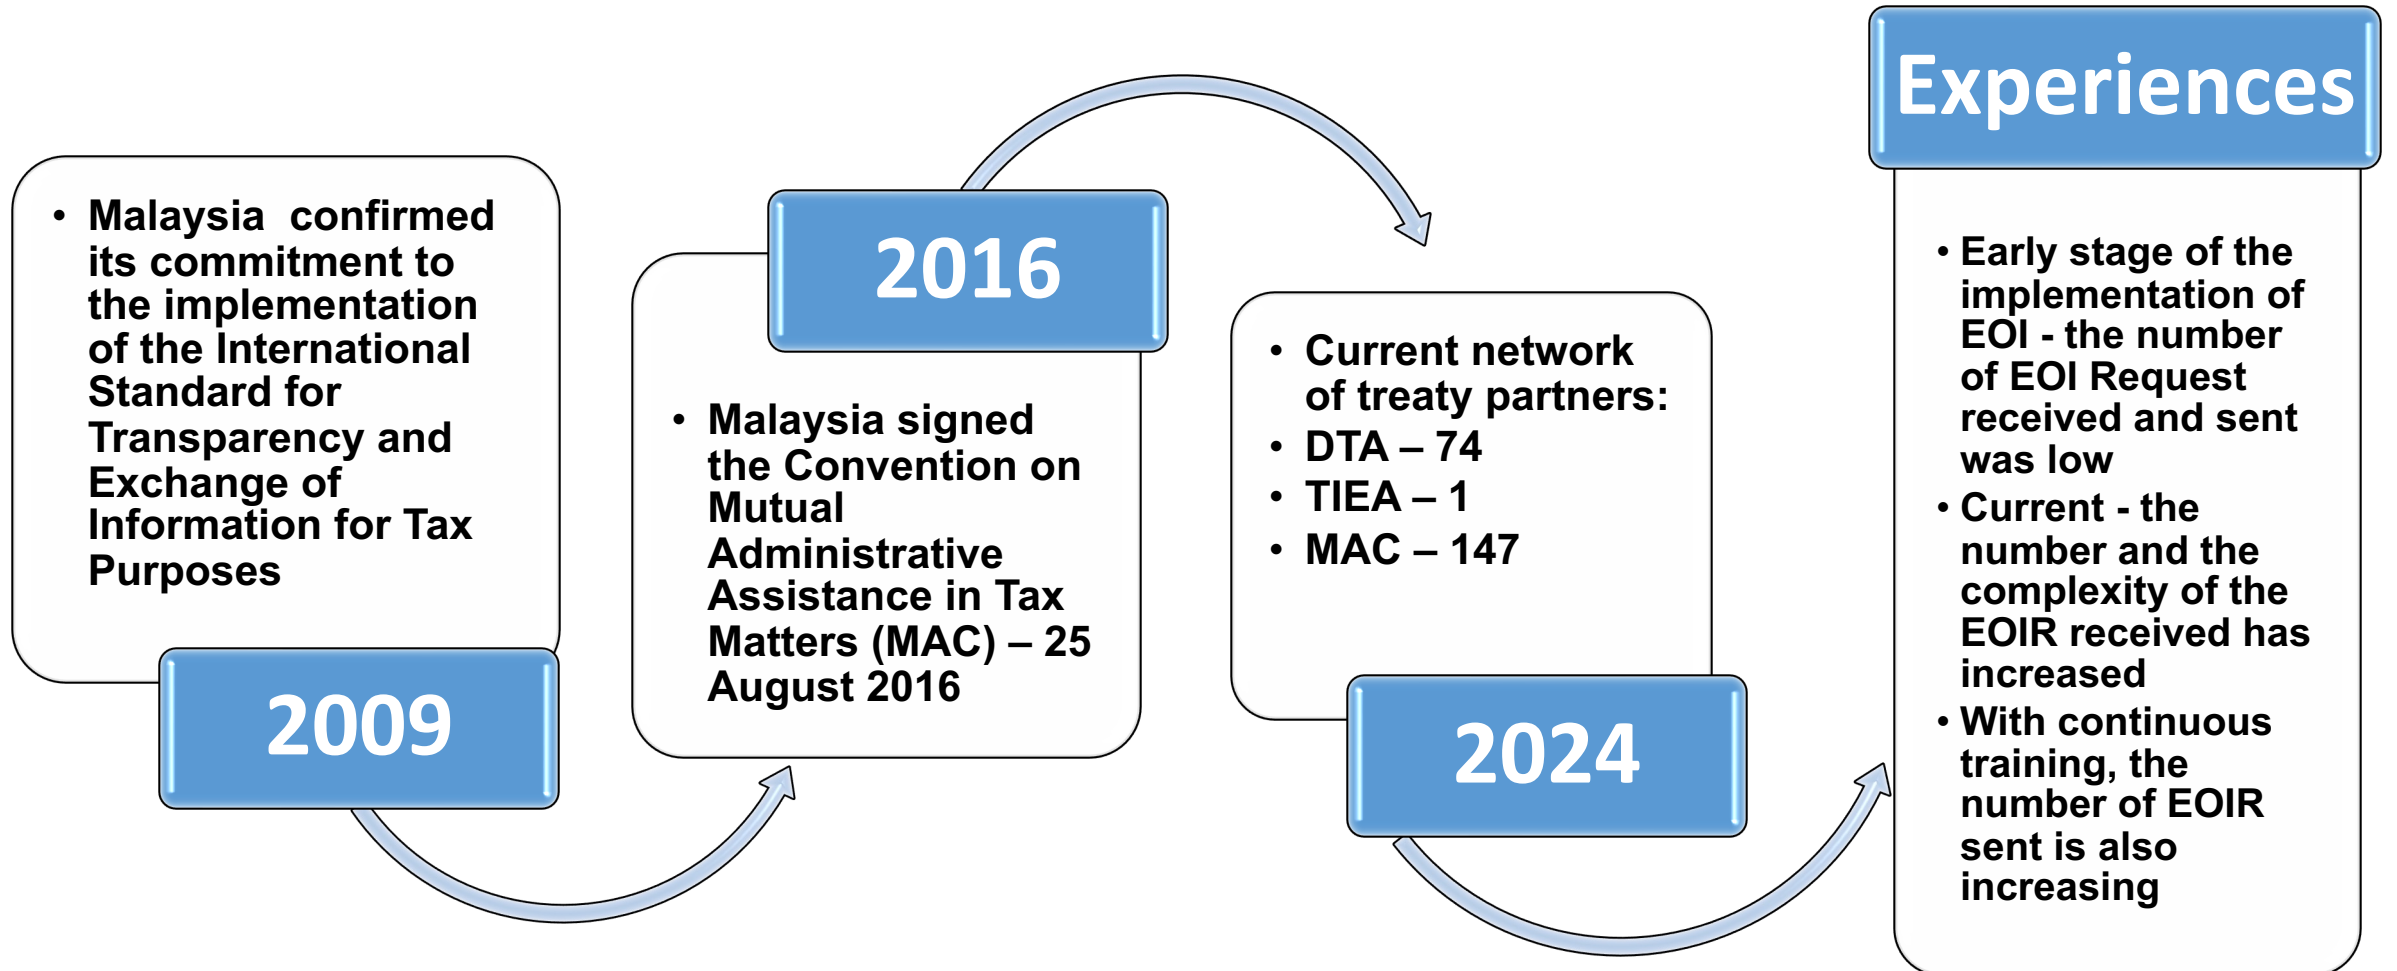 • Malaysia confirmed
its commitment to
the implementation
of the International
Standard for
Transparency and
Exchange of
Information for Tax
Purposes
2009
2016
• Malaysia signed
the Convention on
Mutual
Administrative
Assistance in Tax
Matters (MAC) – 25
August 2016
• Current network
of treaty partners:
• DTA – 74
• TIEA – 1
• MAC – 147
2024
Experiences
• Early stage of the
implementation of
EOI - the number
of EOI Request
received and sent
was low
• Current - the
number and the
complexity of the
EOIR received has
increased
• With continuous
training, the
number of EOIR
sent is also
increasing